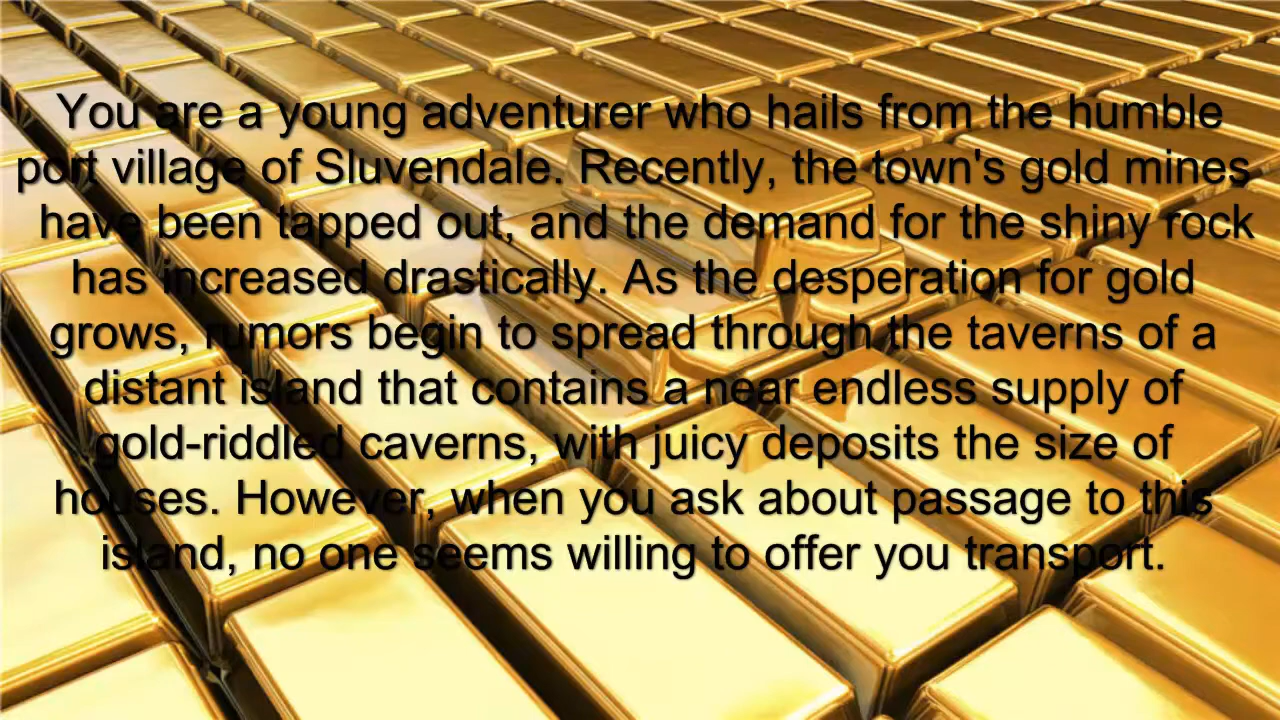 You are a young adventurer who hails from the humble
port village of Sluvendale. Recently, the town's gold mines
have been tapped out, and the demand for the shiny rock
has increased drastically. As the desperation for gold
grows, rumors begin to spread through the taverns of a
distant island that contains a near endless supply of
gold-riddled caverns, with juicy deposits the size of
houses. However, when you ask about passage to this
island, no one seems willing to offer you transport.